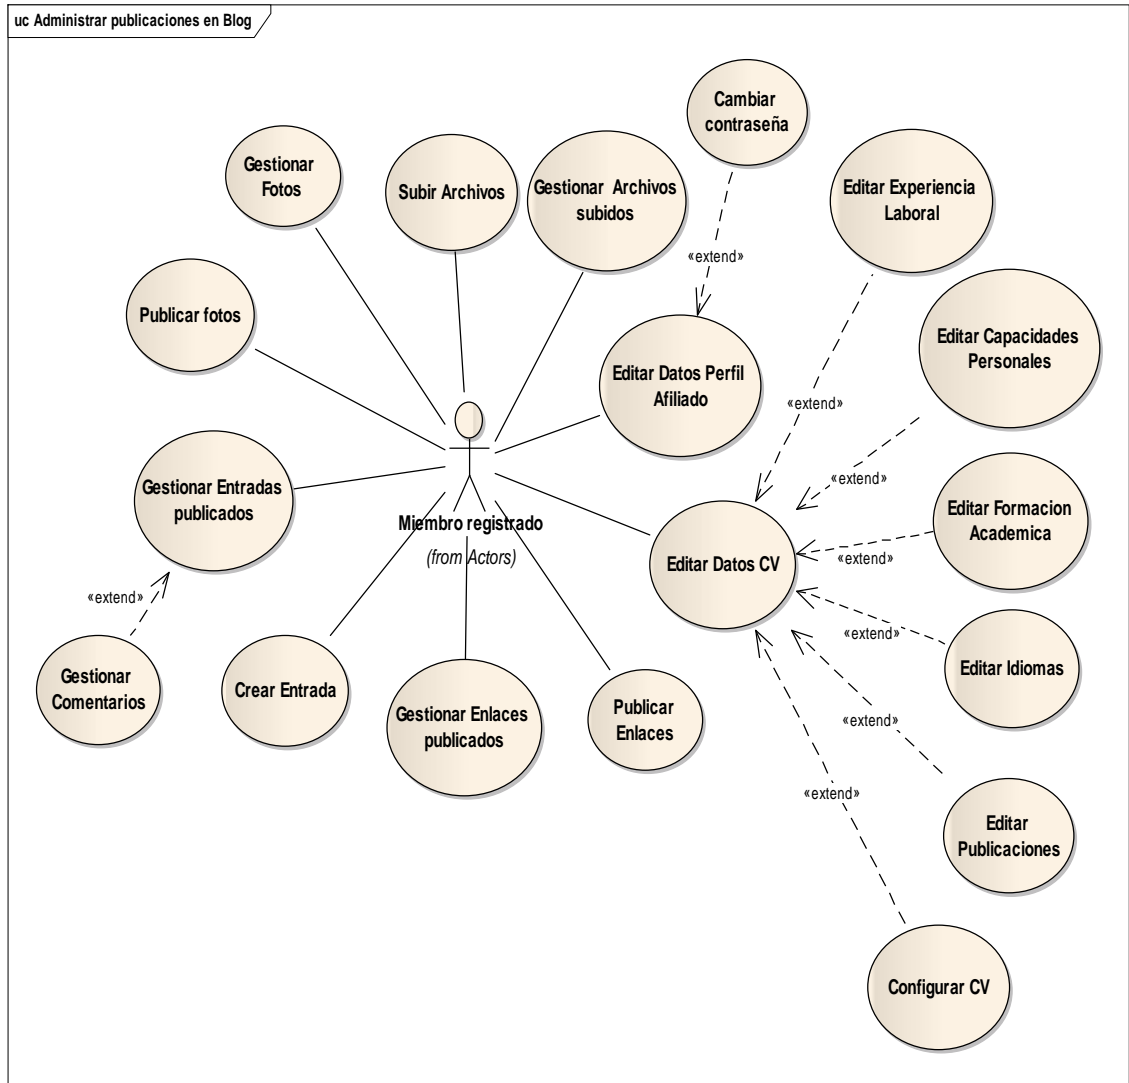 uc Administrar publicaciones en Blog
Cambiar
contraseña
Gestionar
Fotos
Subir Archivos
Gestionar Archivos
subidos
Editar Experiencia
Laboral
«extend»
Publicar fotos
Editar Capacidades
Personales
Editar Datos Perfil
Afiliado
«extend»
«extend»
Gestionar Entradas
publicados
Miembro registrado
(from Actors)
Editar Formacion
Academica
«extend»
Editar Datos CV
«extend»
«extend»
Editar Idiomas
Gestionar
Comentarios
Crear Entrada
Gestionar Enlaces
publicados
Publicar
Enlaces
«extend»
«extend»
Editar
Publicaciones
Configurar CV